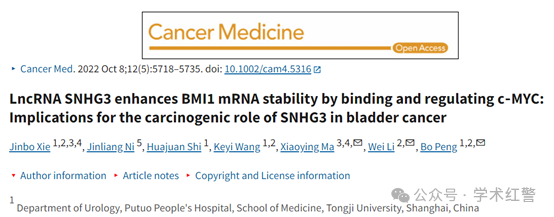 Cancer Medicine
Open Access
▸ Cancer Med. 2022 Oct 8;12(5):5718–5735. doi: 10.1002/cam4.5316
LncRNA SNHG3 enhances BMI1 mRNA stability by binding and regulating c-MYC:
Implications for the carcinogenic role of SNHG3 in bladder cancer
Jinbo Xie 1,2,3,4, Jinliang Ni 5, Huajuan Shi 1, Keyi Wang 1,2, Xiaoying Ma 3,4,✉, Wei Li 2,✉, Bo Peng 1,2,✉
▾ Author information ▸ Article notes ▸ Copyright and License information
1 Department of Urology, Putuo People's Hospital, School of Medicine, Tongji University, Shanghai, China
公众号 · 学术红警